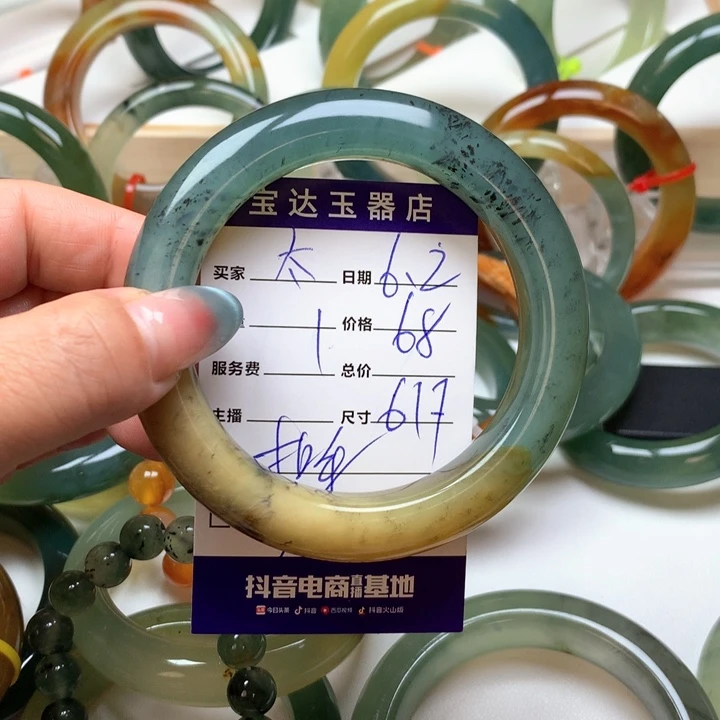 宝达玉器店
买家 太 日期 6.2
1 价格 68
服务费 总价
主播 尺寸 617
抖音电商直播基地
今日头条 抖音 西瓜视频 抖音火山版